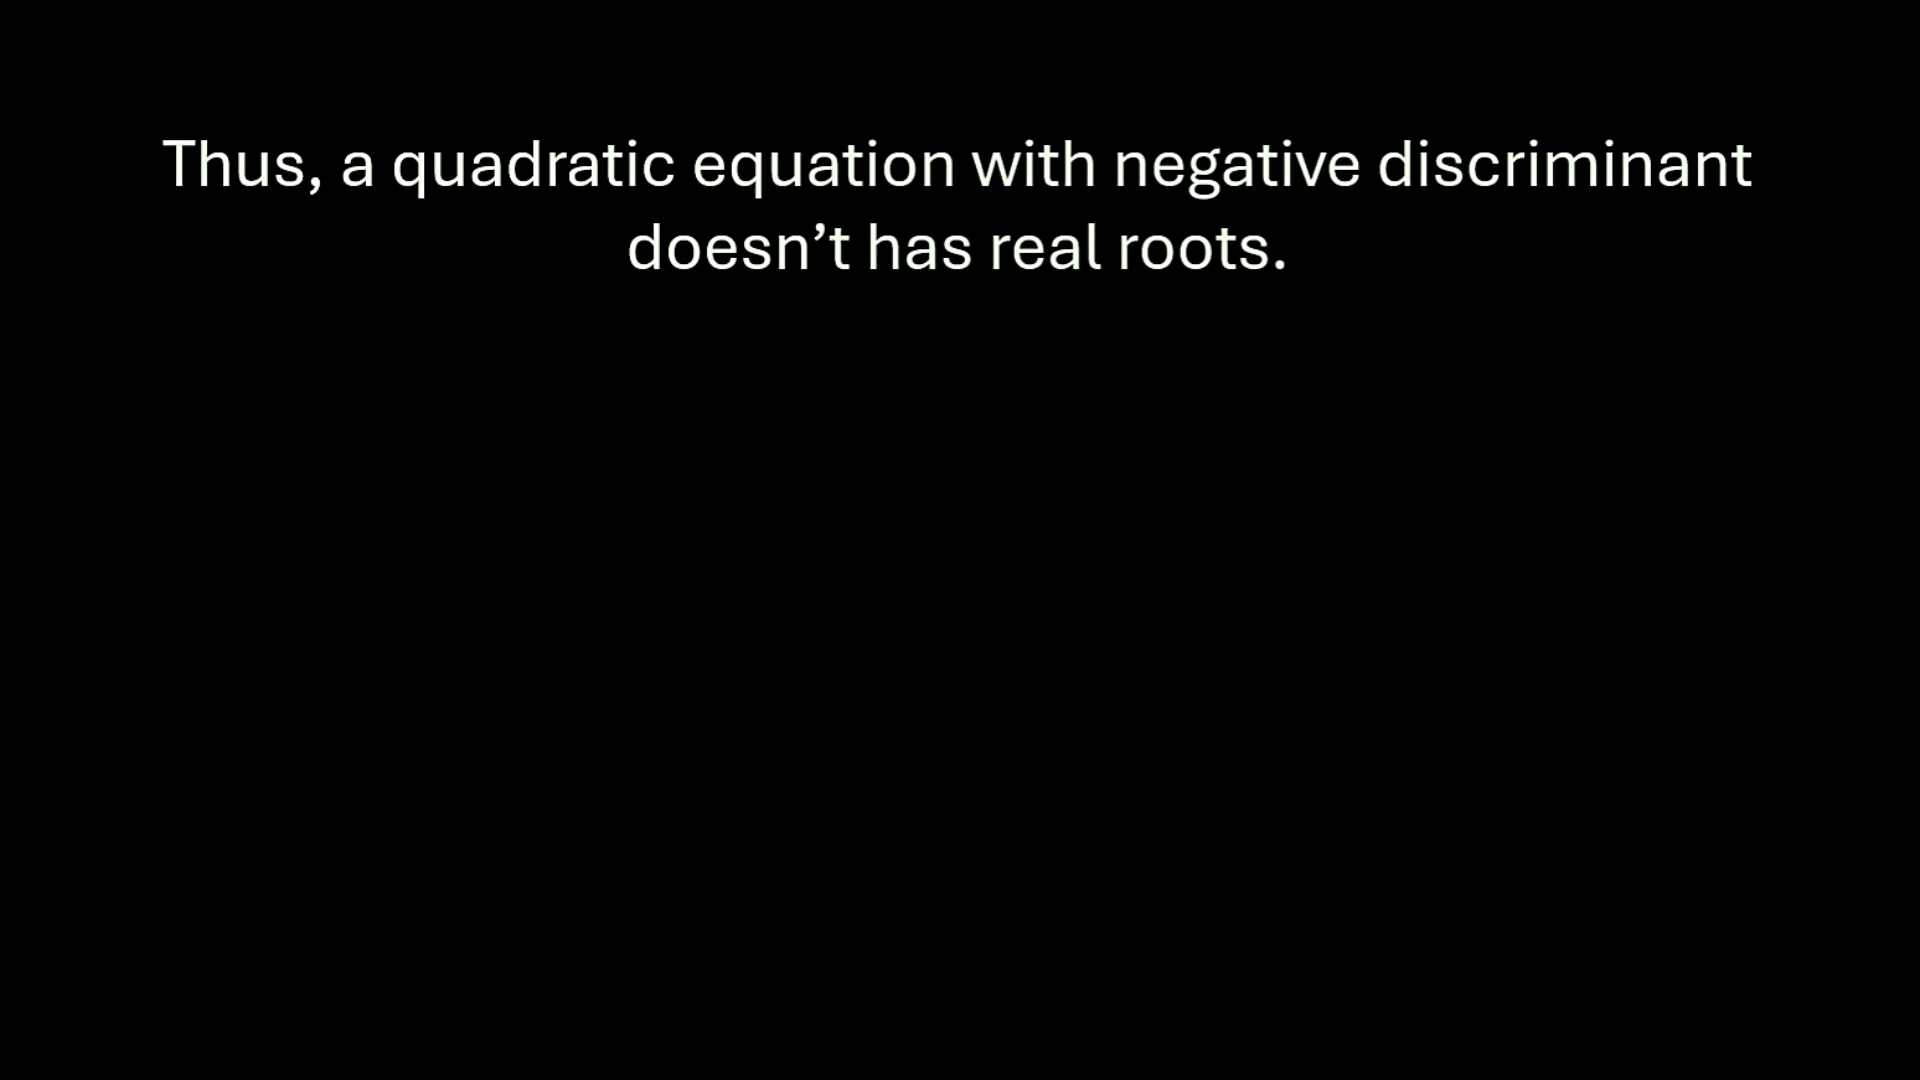 Thus, a quadratic equation with negative discriminant
doesn’t has real roots.